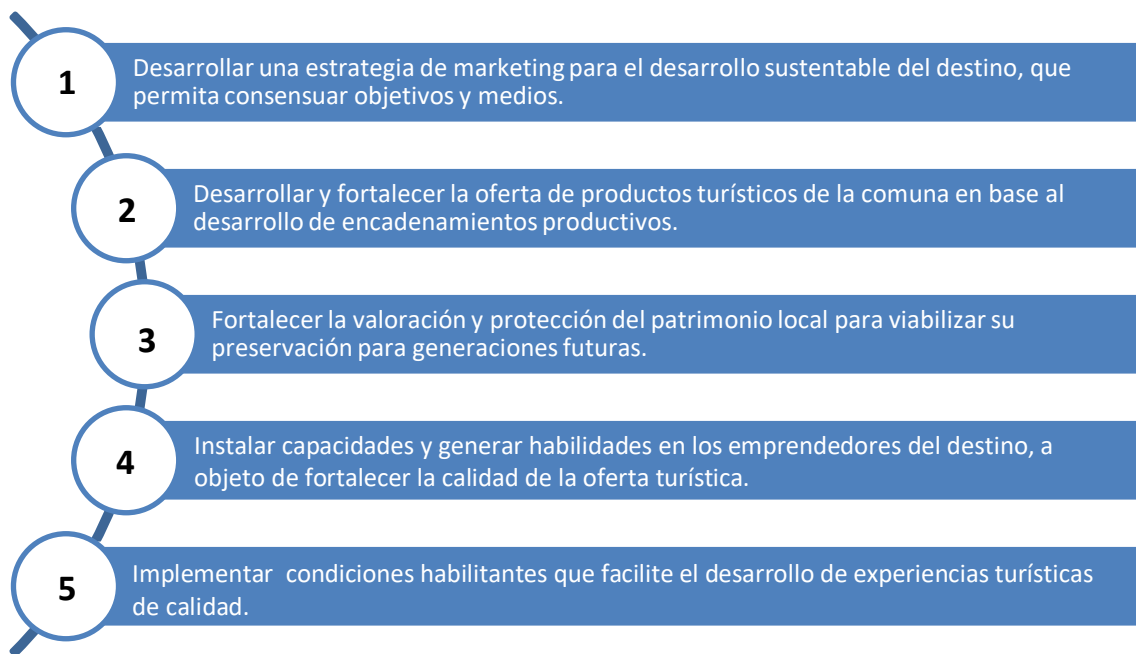 1
Desarrollar una estrategia de marketing para el desarrollo sustentable del destino, que
permita consensuar objetivos y medios.
2
Desarrollar y fortalecer la oferta de productos turísticos de la comuna en base al
desarrollo de encadenamientos productivos.
3
Fortalecer la valoración y protección del patrimonio local para viabilizar su
preservación para generaciones futuras.
4
Instalar capacidades y generar habilidades en los emprendedores del destino, a
objeto de fortalecer la calidad de la oferta turística.
5
Implementar condiciones habilitantes que facilite el desarrollo de experiencias turísticas
de calidad.